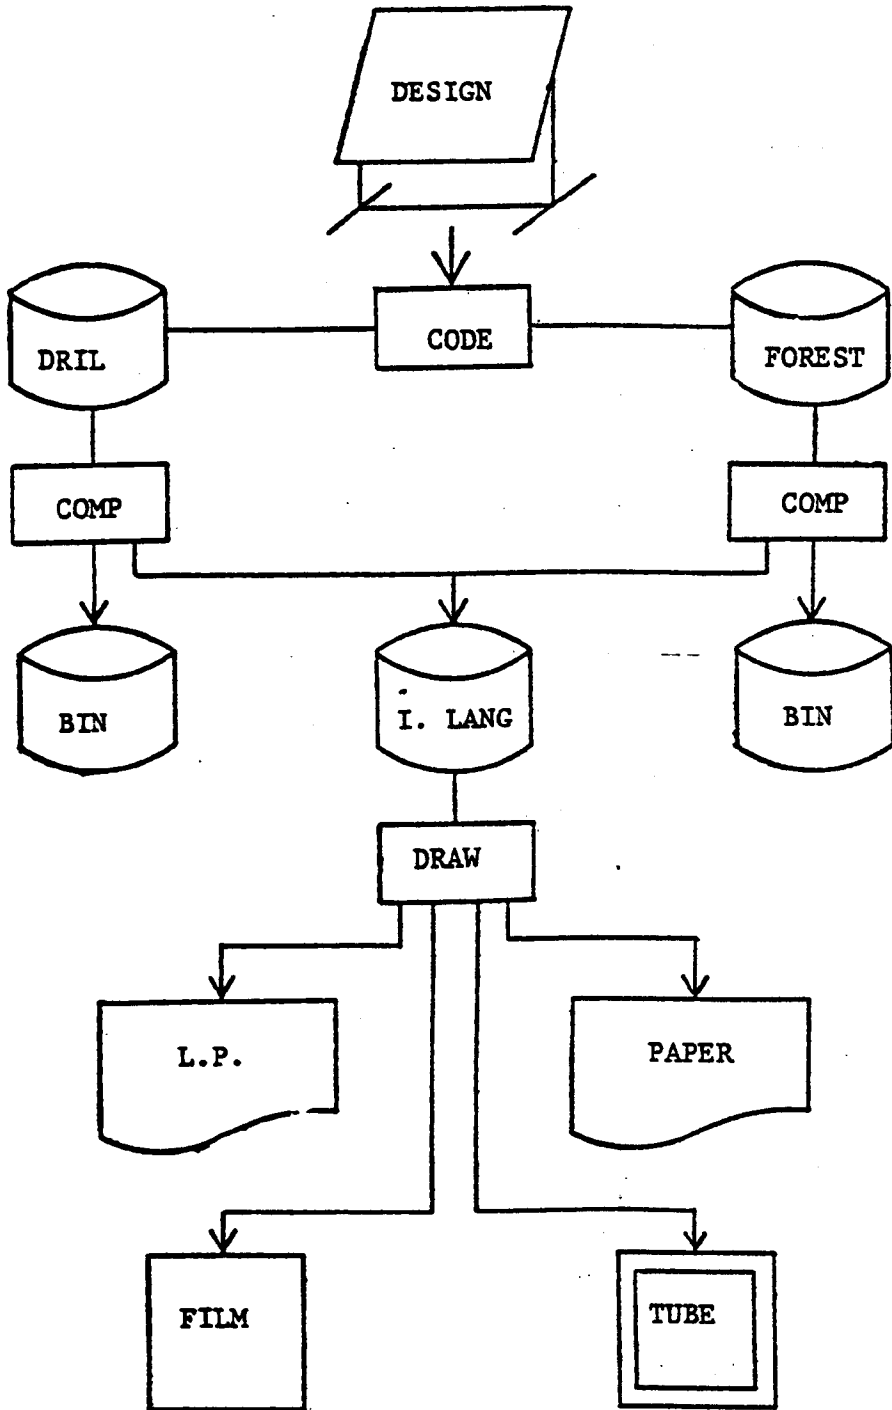 DESIGN
DRIL
CODE
FOREST
COMP
COMP
BIN
I. LANG
BIN
DRAW
L.P.
PAPER
FILM
TUBE